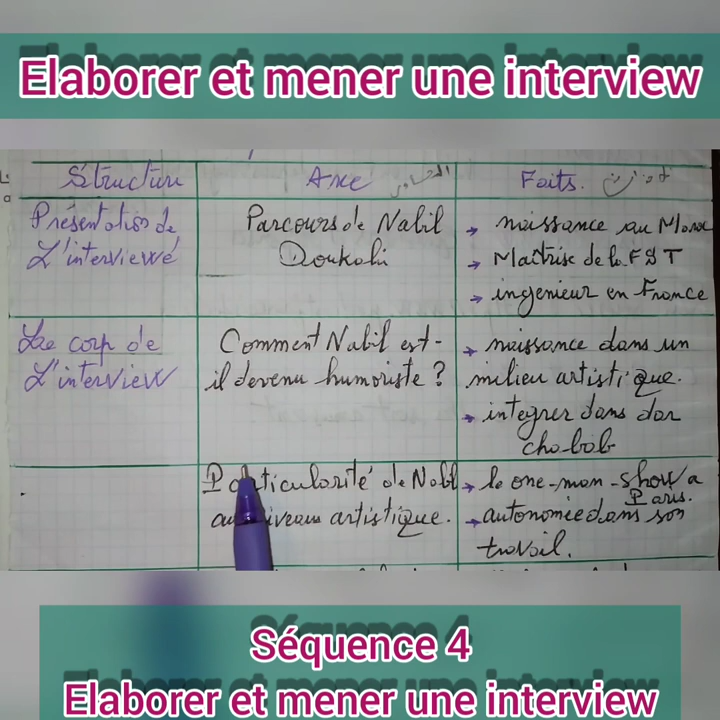 Elaborer et mener une interview
Structure Axe المحاور Faits.
Présentation de
L'interviewé
Parcours de Nabil
Doukali
→ naissance au Maroc
→ Maîtrise de la FST
→ ingenieur en France
Le corp de
L'interview
Comment Nabil est-
il devenu humoriste ?
→ naissance dans un
milieu artistique.
→ integrer dans dar
chabab
Particularité de Nabil
au niveau artistique.
→ le one-man-show a
Paris.
→ autonomie dans son
travail.
Séquence 4
Elaborer et mener une interview